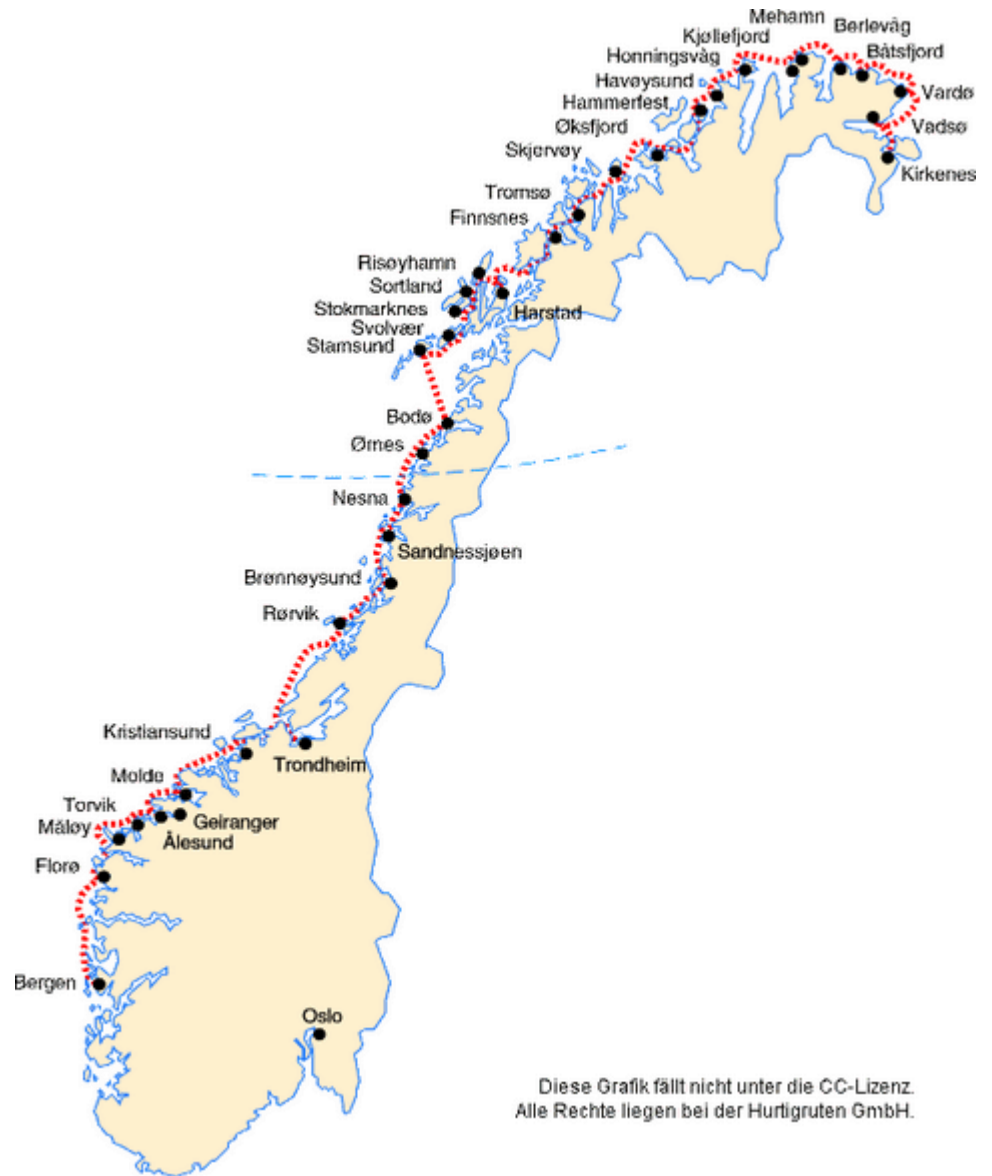 Mehamn
Berlevåg
Kjøllefjord
Båtsfjord
Honningsvåg
Havøysund
Vardø
Hammerfest
Øksfjord
Vadsø
Skjervøy
Kirkenes
Tromsø
Finnsnes
Risøyhamn
Sortland
Stokmarknes
Harstad
Svolvær
Stamsund
Bodø
Ørnes
Nesna
Sandnessjøen
Brønnøysund
Rørvik
Kristiansund
Trondheim
Molde
Torvik
Geiranger
Måløy
Ålesund
Florø
Bergen
Oslo
Diese Grafik fällt nicht unter die CC-Lizenz.
Alle Rechte liegen bei der Hurtigruten GmbH.